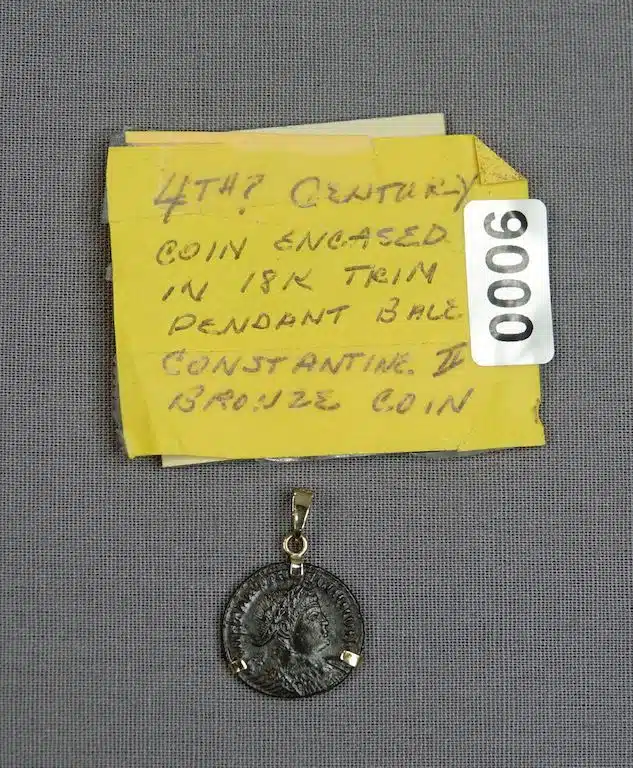 4TH? CENTURY
COIN ENCASED
IN 18K TRIM
PENDANT BALE
CONSTANTINE II
BRONZE COIN
0006